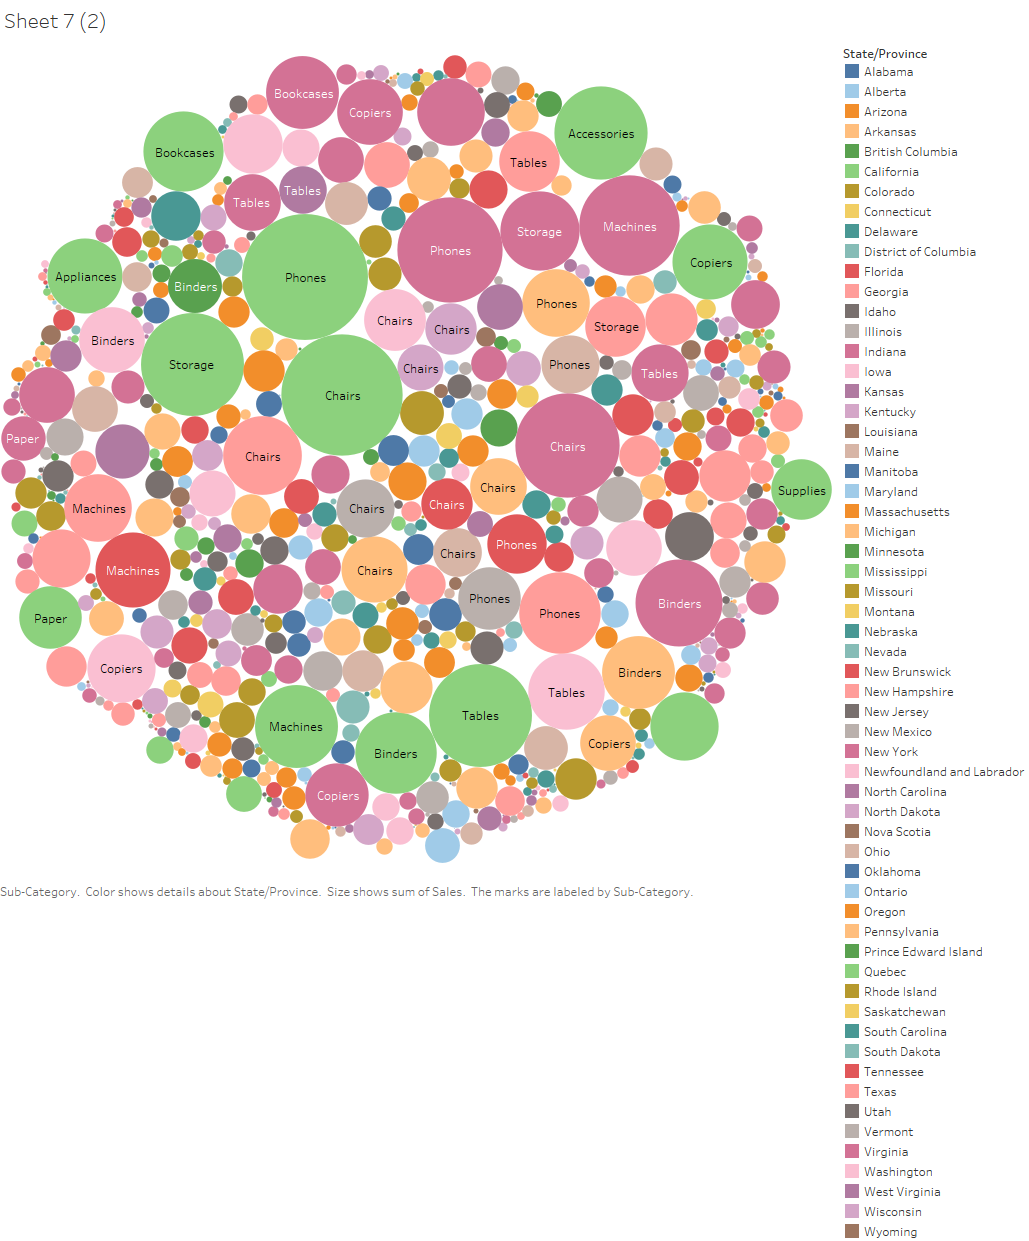 Sheet 7 (2)
State/Province
Bookcases
Copiers
Accessories
Bookcases
Tables
Tables
Tables
Storage
Machines
Phones
Phones
Copiers
Appliances
Binders
Phones
Chairs
Chairs
Storage
Binders
Storage
Chairs
Phones
Tables
Chairs
Paper
Chairs
Chairs
Chairs
Supplies
Machines
Chairs
Chairs
Phones
Chairs
Machines
Chairs
Phones
Binders
Phones
Paper
Copiers
Tables
Binders
Tables
Machines
Copiers
Binders
Copiers
Alabama
Alberta
Arizona
Arkansas
British Columbia
California
Colorado
Connecticut
Delaware
District of Columbia
Florida
Georgia
Idaho
Illinois
Indiana
Iowa
Kansas
Kentucky
Louisiana
Maine
Manitoba
Maryland
Massachusetts
Michigan
Minnesota
Mississippi
Missouri
Montana
Nebraska
Nevada
New Brunswick
New Hampshire
New Jersey
New Mexico
New York
Newfoundland and Labrador
North Carolina
North Dakota
Nova Scotia
Ohio
Oklahoma
Ontario
Oregon
Pennsylvania
Prince Edward Island
Quebec
Rhode Island
Saskatchewan
South Carolina
South Dakota
Tennessee
Texas
Utah
Vermont
Virginia
Washington
West Virginia
Wisconsin
Wyoming
Sub-Category. Color shows details about State/Province. Size shows sum of Sales. The marks are labeled by Sub-Category.